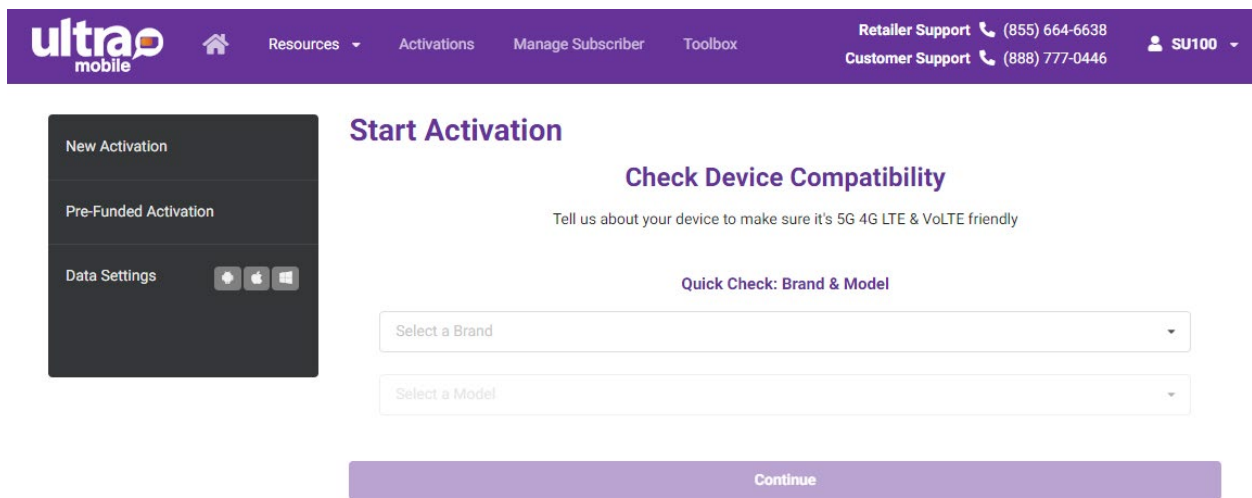 ultra
mobile
Resources
Activations
Manage Subscriber
Toolbox
Retailer Support (855) 664-6638
Customer Support (888) 777-0446
SU100
New Activation
Pre-Funded Activation
Data Settings
Start Activation
Check Device Compatibility
Tell us about your device to make sure it's 5G 4G LTE & VoLTE friendly
Quick Check: Brand & Model
Select a Brand
Select a Model
Continue